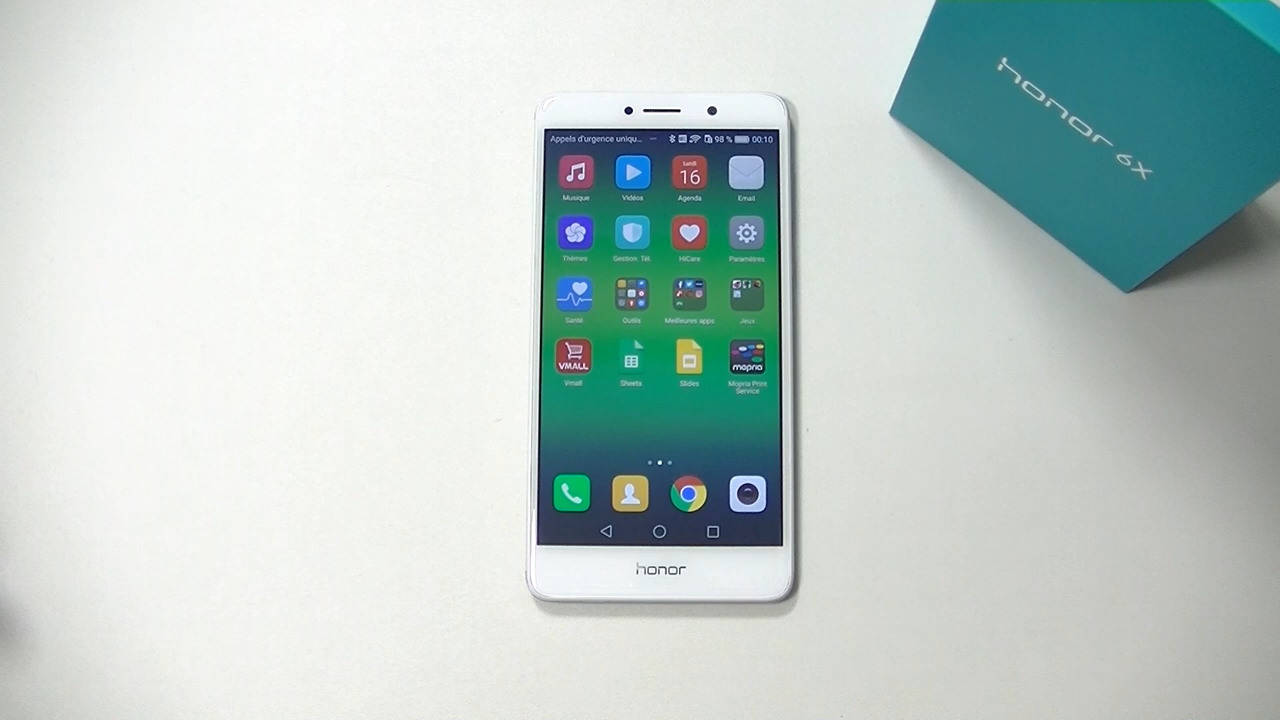 honor 6X
Appels d'urgence uniqu... 98 % 00:10
lundi
16
Musique Vidéos Agenda Email
Thèmes Gestion. Tél. HiCare Paramètres
Santé Outils Meilleures apps Jeux
VMALL mopria
Vmall Sheets Slides Mopria Print
Service
honor